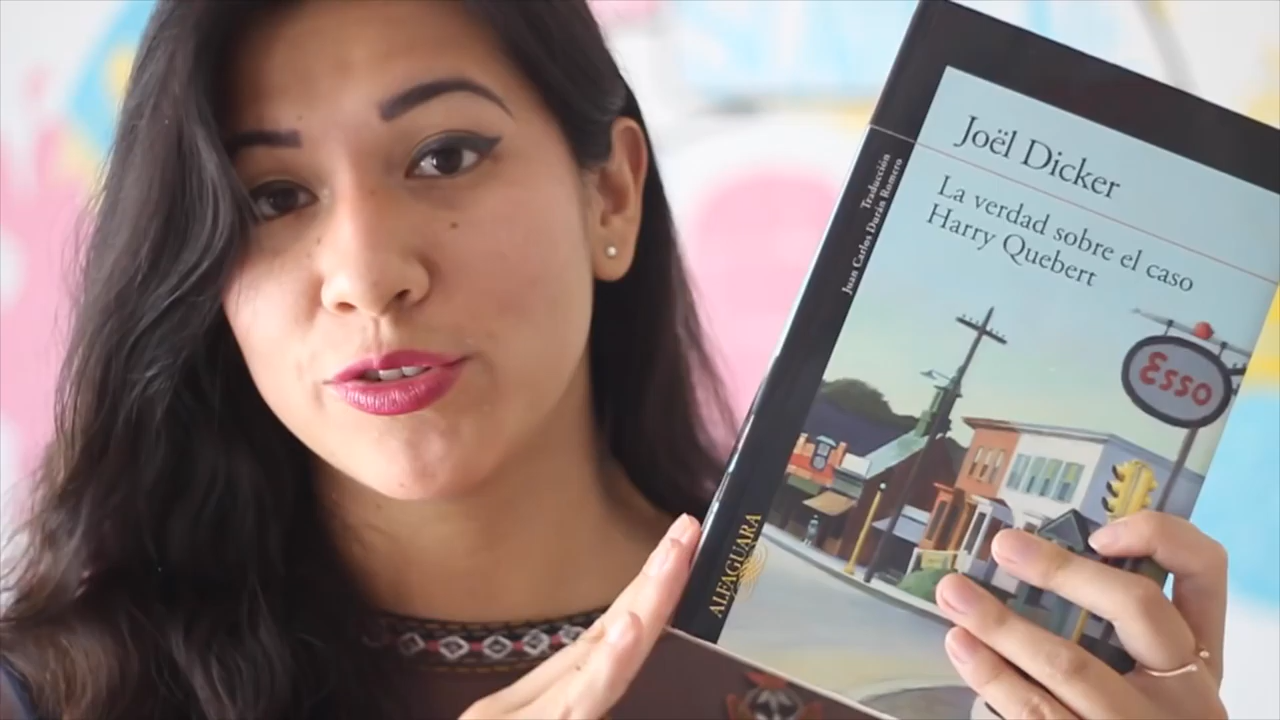 Joël Dicker
La verdad sobre el caso
Harry Quebert
Traducción
Juan Carlos Durán Romero
ALFAGUARA
Esso